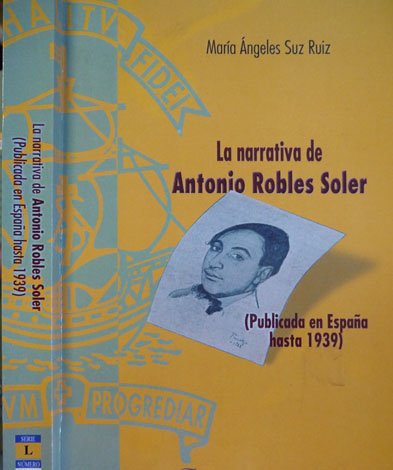 María Ángeles Suz Ruiz
La narrativa de
Antonio Robles Soler
(Publicada en España
hasta 1939)
La narrativa de Antonio Robles Soler
(Publicada en España hasta 1939)
FIDEI
VM
PROGREDIAR
SERIE
L
NÚMERO